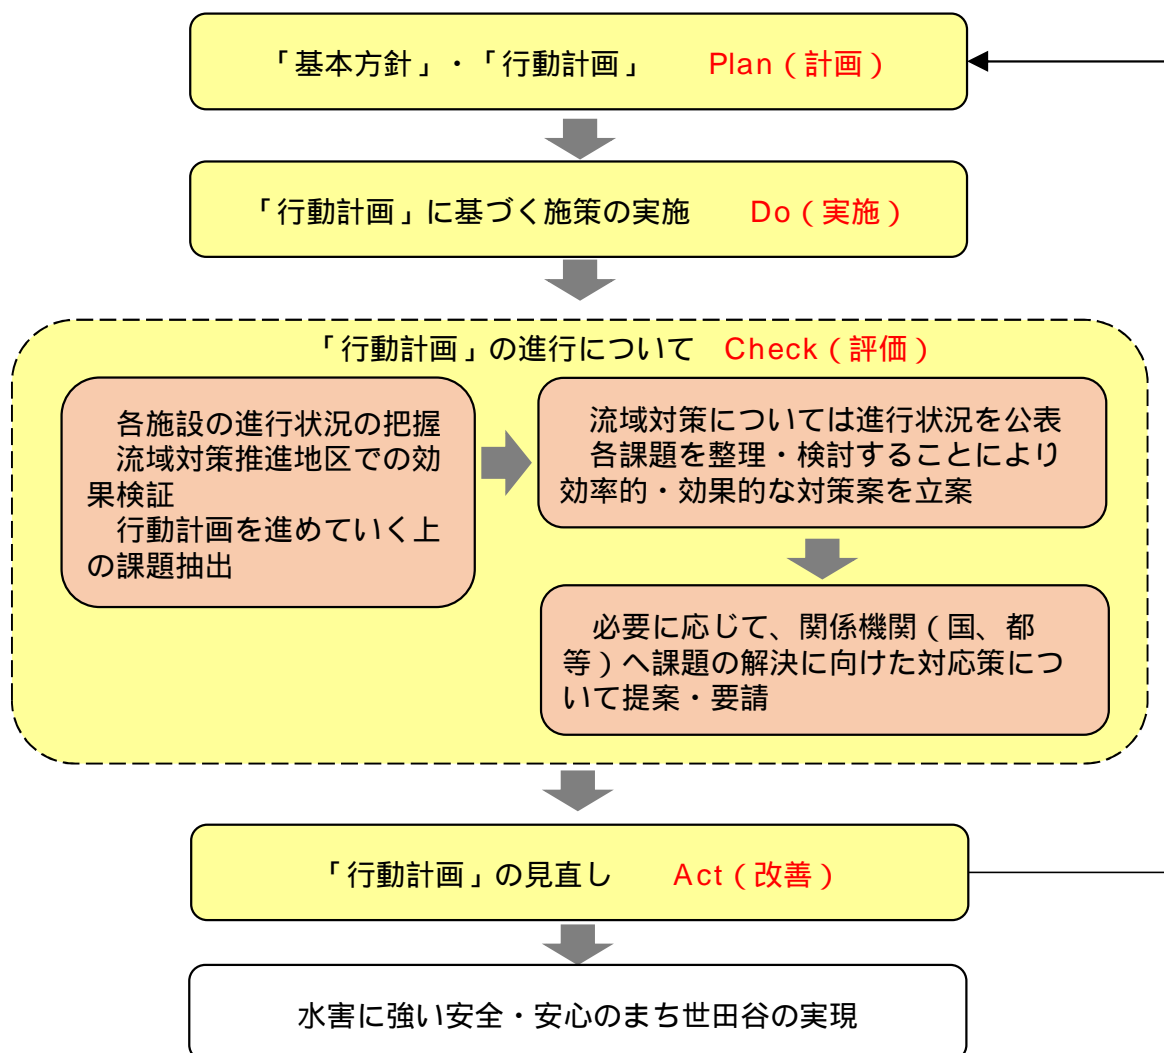 「基本方針」・「行動計画」　Plan（計画）
「行動計画」に基づく施策の実施　Do（実施）
「行動計画」の進行について　Check（評価）
各施設の進行状況の把握
流域対策推進地区での効
果検証
行動計画を進めていく上
の課題抽出
流域対策については進行状況を公表
各課題を整理・検討することにより
効率的・効果的な対策案を立案
必要に応じて、関係機関（国、都
等）へ課題の解決に向けた対応策につ
いて提案・要請
「行動計画」の見直し　Act（改善）
水害に強い安全・安心のまち世田谷の実現